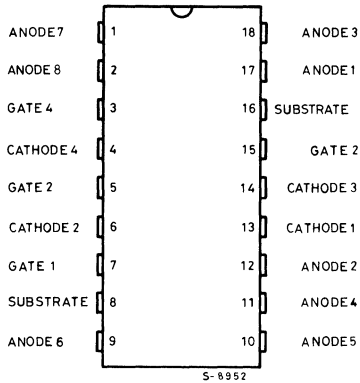 ANODE7 1 18 ANODE 3
ANODE 8 2 17 ANODE 1
GATE 4 3 16 SUBSTRATE
CATHODE 4 4 15 GATE 2
GATE 2 5 14 CATHODE 3
CATHODE 2 6 13 CATHODE 1
GATE 1 7 12 ANODE 2
SUBSTRATE 8 11 ANODE 4
ANODE 6 9 10 ANODE 5
S-8952